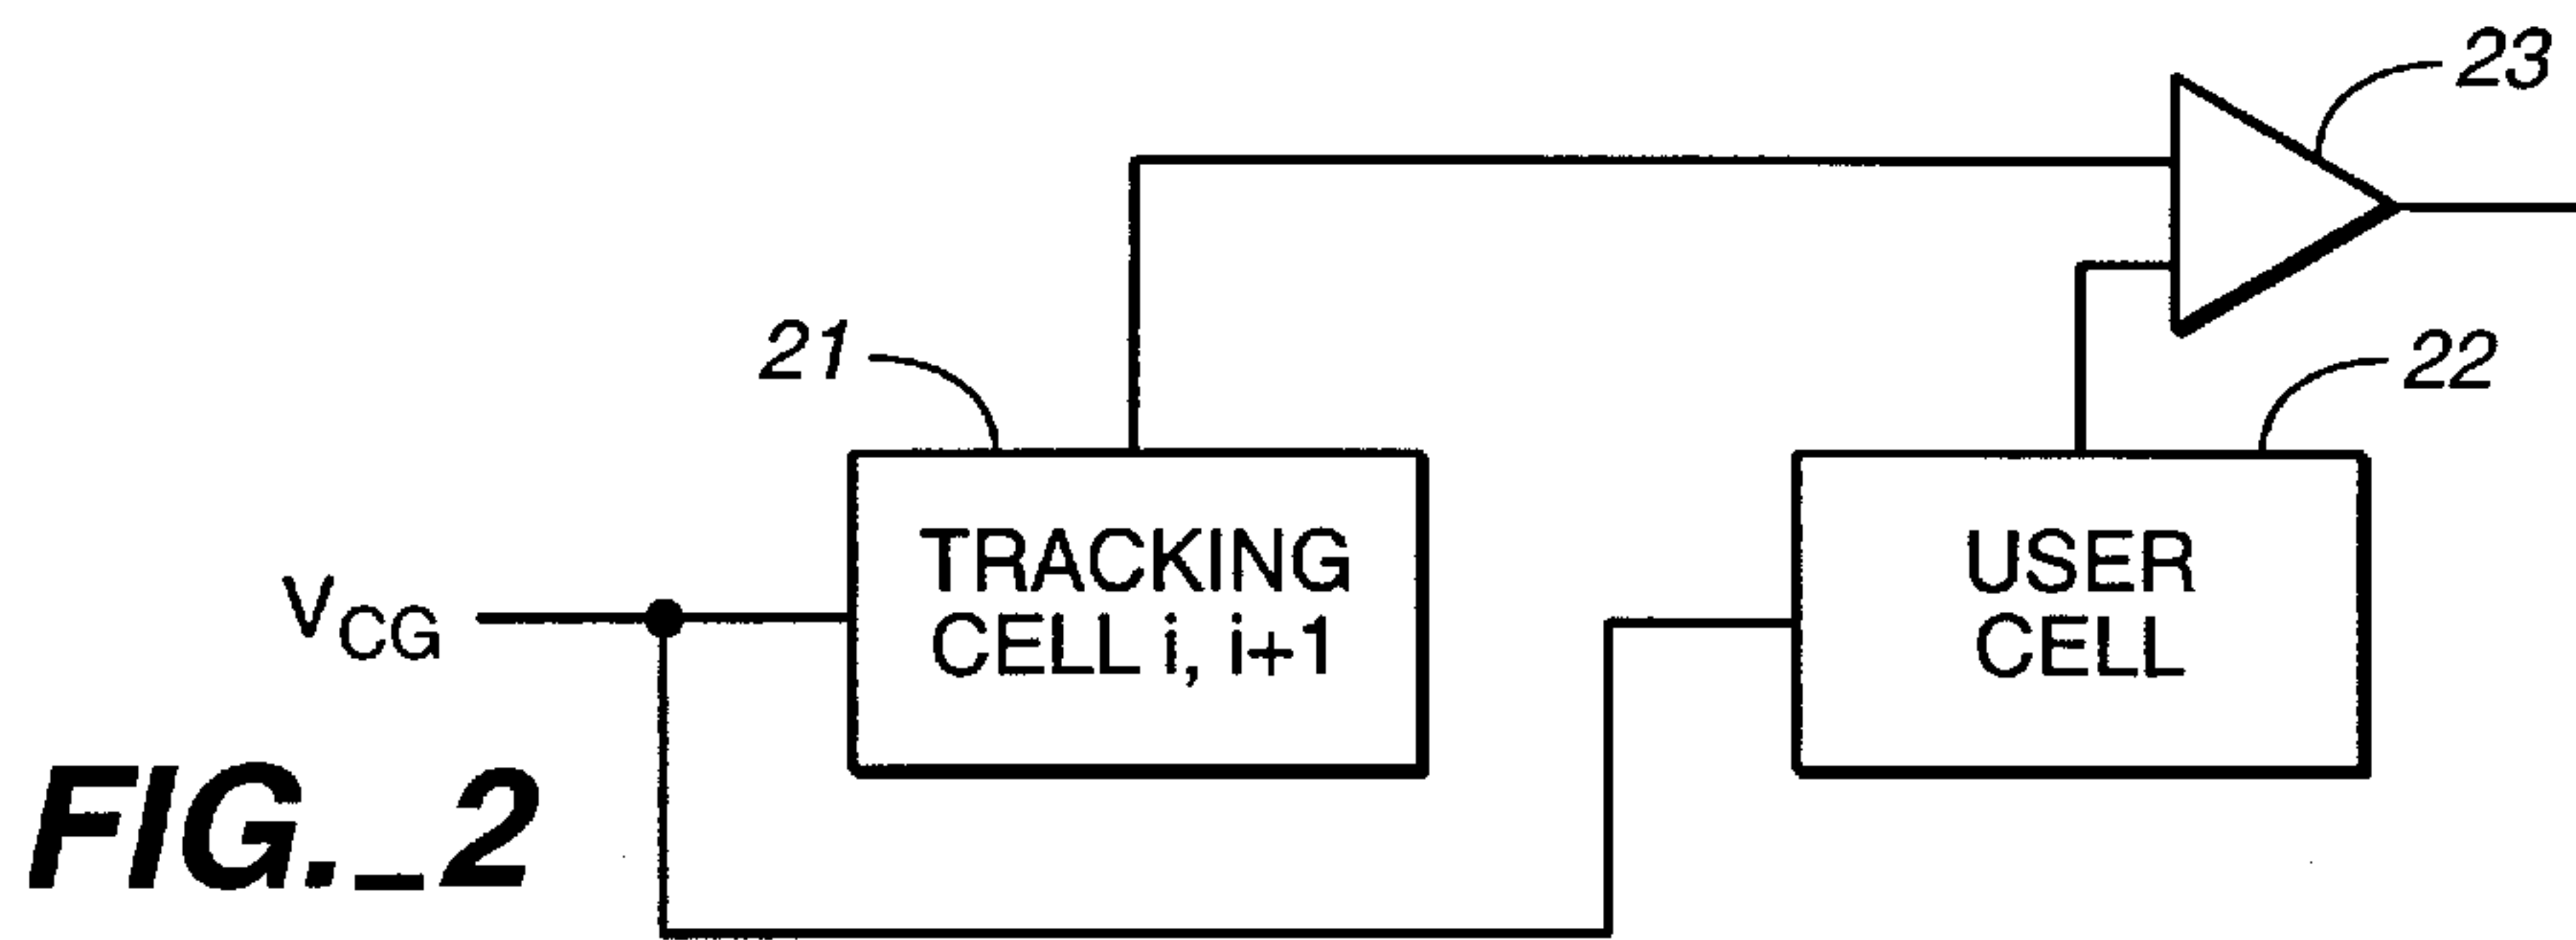 23
21
22
TRACKING
CELL i, i+1
USER
CELL
VCG
FIG._2